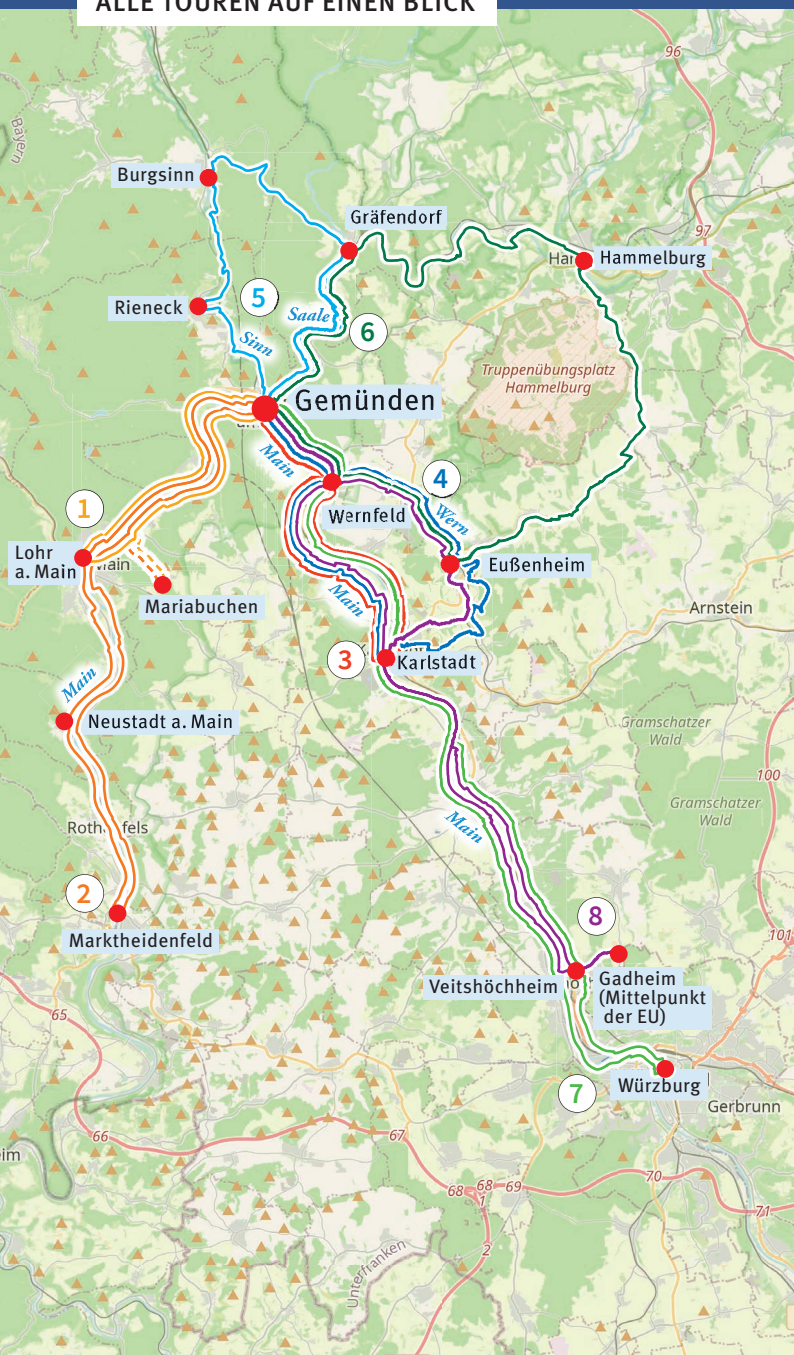 ALLE TOUREN AUF EINEN BLICK
96
Bayern
Burgsinn
Gräfendorf
97
Hammelburg
5
Rieneck
Saale
6
Sinn
Truppenübungsplatz
Hammelburg
Gemünden
Main
4
1
Wern
Wernfeld
Lohr
a. Main
Main
Eußenheim
Mariabuchen
Main
Arnstein
3
Karlstadt
Main
Neustadt a. Main
Gramschatzer
Wald
100
Gramschatzer
Wald
Main
2
8
101
Marktheidenfeld
Veitshöchheim
Gadheim
(Mittelpunkt
der EU)
65
7
Würzburg
Gerbrunn
66
67
70
68
68
69
1
71
2
Unterfranken